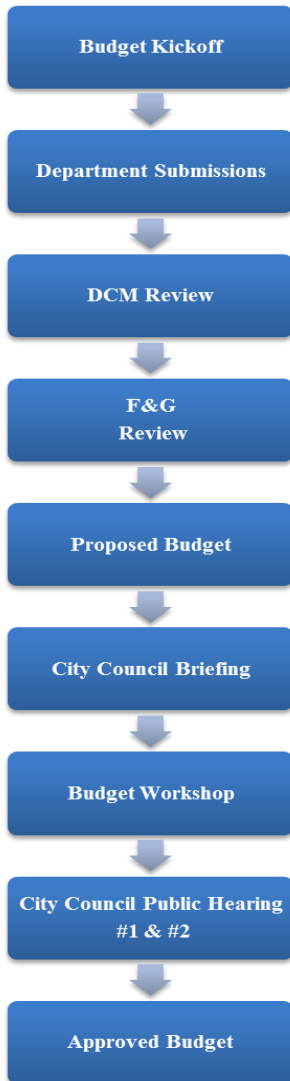 Budget Kickoff
Department Submissions
DCM Review
F&G
Review
Proposed Budget
City Council Briefing
Budget Workshop
City Council Public Hearing
#1 & #2
Approved Budget